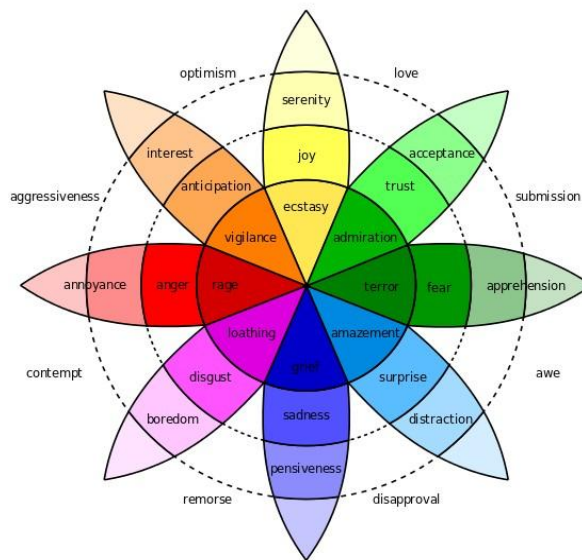 optimism
love
serenity
interest
acceptance
joy
anticipation
trust
aggressiveness
submission
ecstasy
vigilance
admiration
annoyance
anger
rage
terror
fear
apprehension
loathing
amazement
grief
disgust
surprise
contempt
awe
boredom
sadness
distraction
pensiveness
remorse
disapproval